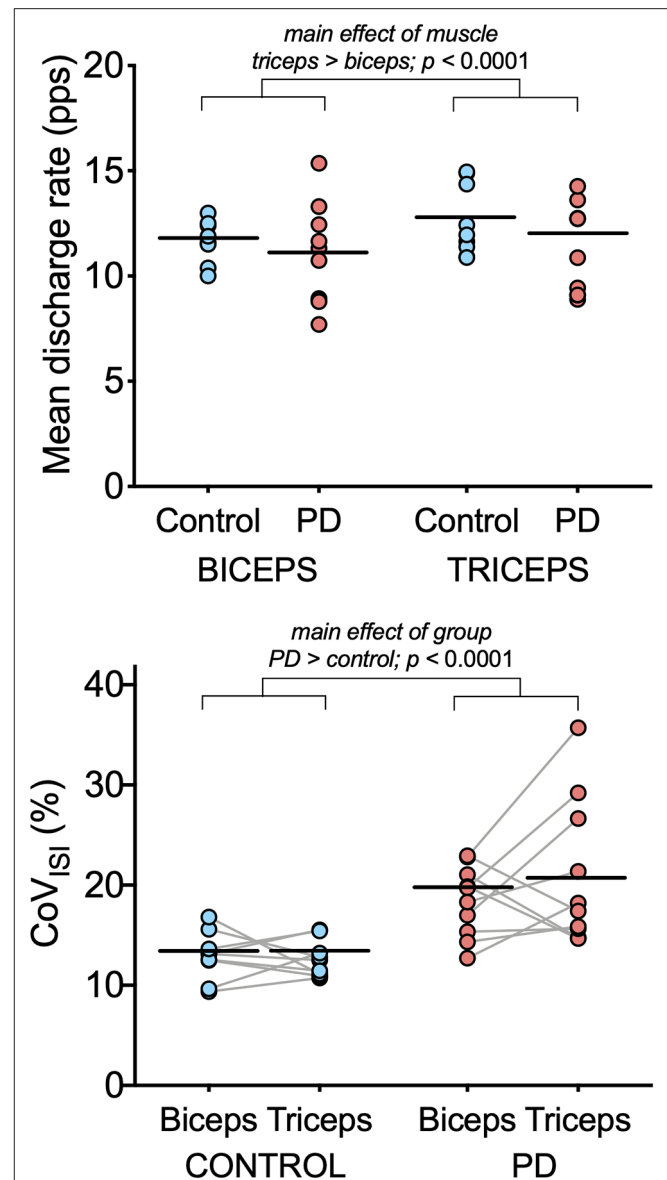 main effect of muscle
triceps > biceps; p < 0.0001
Mean discharge rate (pps)
20
15
10
5
0
Control PD Control PD
BICEPS TRICEPS
main effect of group
PD > control; p < 0.0001
CoV_ISI (%)
40
30
20
10
0
Biceps Triceps Biceps Triceps
CONTROL PD